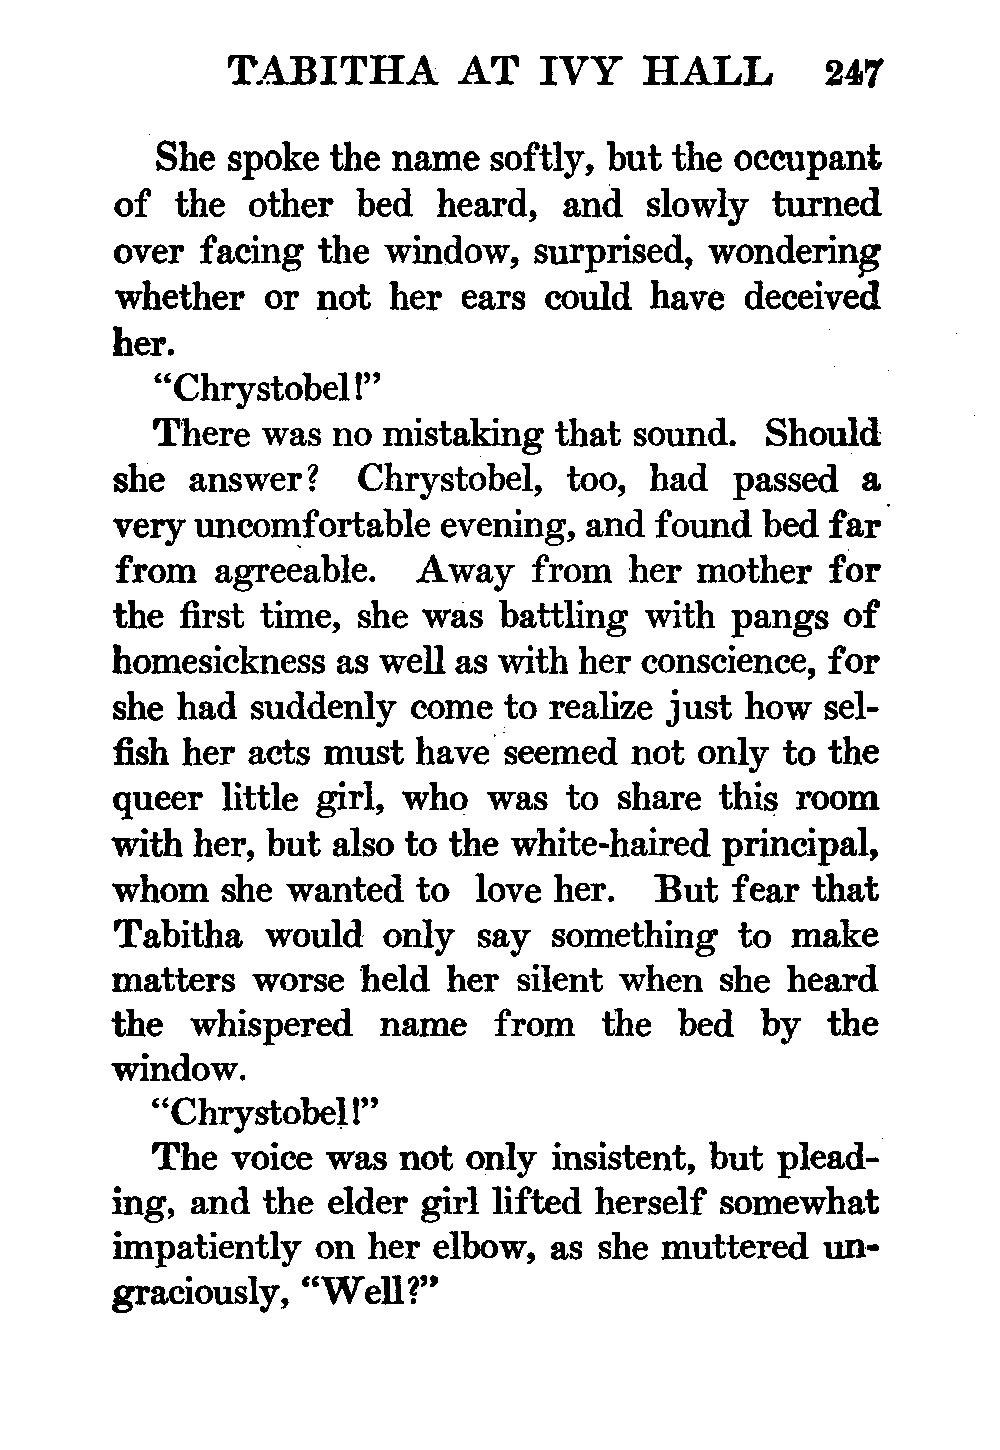 TABITHA AT IVY HALL 247
She spoke the name softly, but the occupant
of the other bed heard, and slowly turned
over facing the window, surprised, wondering
whether or not her ears could have deceived
her.
“Chrystobel!”
There was no mistaking that sound. Should
she answer? Chrystobel, too, had passed a
very uncomfortable evening, and found bed far
from agreeable. Away from her mother for
the first time, she was battling with pangs of
homesickness as well as with her conscience, for
she had suddenly come to realize just how sel-
fish her acts must have seemed not only to the
queer little girl, who was to share this room
with her, but also to the white-haired principal,
whom she wanted to love her. But fear that
Tabitha would only say something to make
matters worse held her silent when she heard
the whispered name from the bed by the
window.
“Chrystobel!”
The voice was not only insistent, but plead-
ing, and the elder girl lifted herself somewhat
impatiently on her elbow, as she muttered un-
graciously, “Well?”